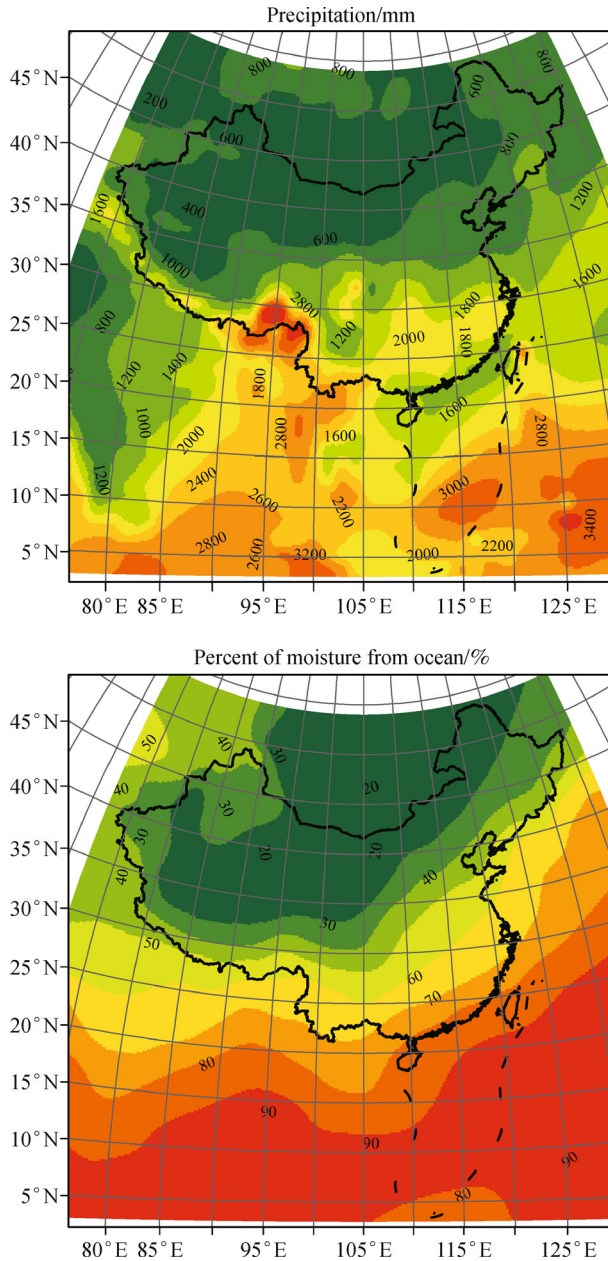 Precipitation/mm
45°N
40°N
35°N
30°N
25°N
20°N
15°N
10°N
5°N
800
800
800
600
200
600
800
400
600
1600
1200
1000
1600
2800
1800
800
1200
2000
1800
1200
1400
1800
1600
1000
2000
2800
1600
2800
1200
2400
2600
2200
3000
2800
2600
3200
2000
2200
3400
80°E 85°E 95°E 105°E 115°E 125°E
Percent of moisture from ocean/%
45°N
40°N
35°N
30°N
25°N
20°N
15°N
10°N
5°N
50
40
30
20
40
30
30
20
20
40
40
30
50
60
70
80
90
90
90
80
80°E 85°E 95°E 105°E 115°E 125°E